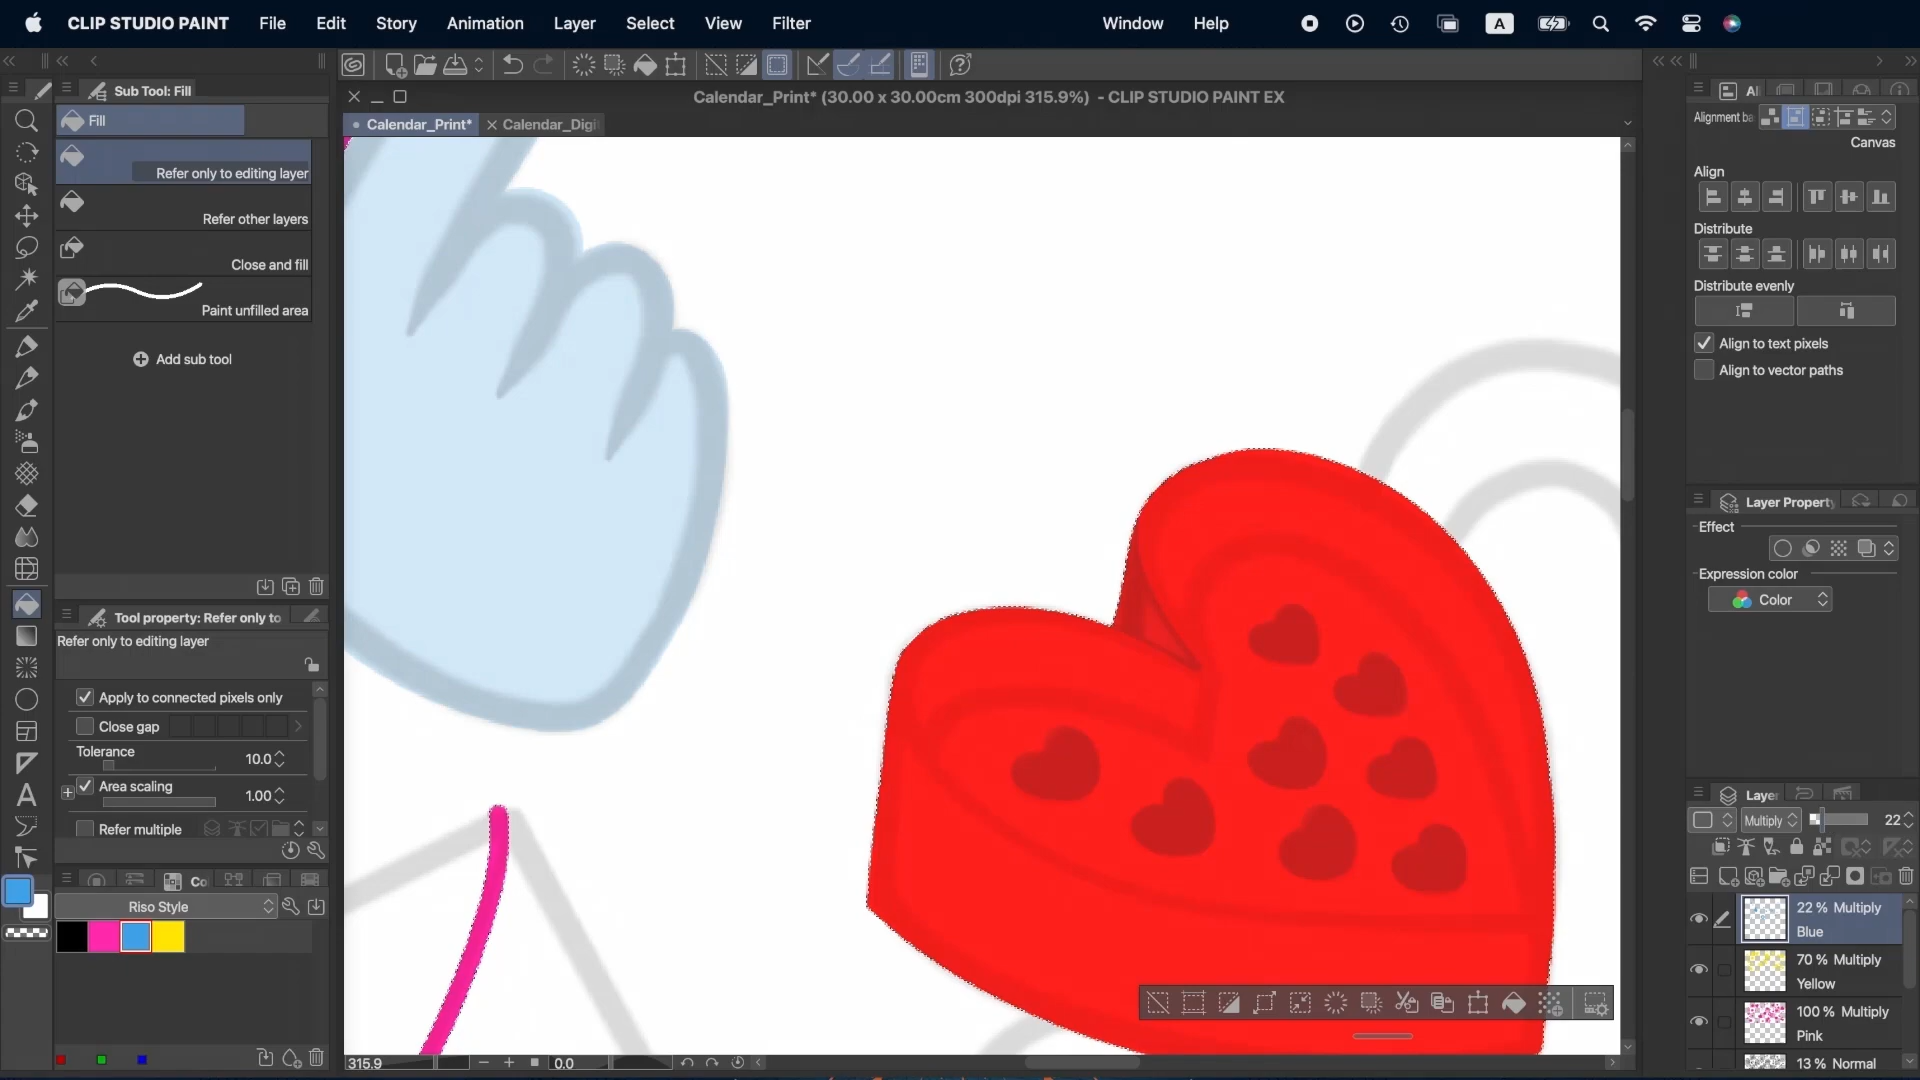 CLIP STUDIO PAINT File Edit Story Animation Layer Select View Filter Window Help A
Sub Tool: Fill
Fill
Refer only to editing layer
Refer other layers
Close and fill
Paint unfilled area
Add sub tool
Tool property: Refer only to
Refer only to editing layer
Apply to connected pixels only
Close gap
Tolerance
10.0
Area scaling
1.00
Refer multiple
Co
Riso Style
Calendar_Print* (30.00 x 30.00cm 300dpi 315.9%) - CLIP STUDIO PAINT EX
Calendar_Print* Calendar_Digi
315.9 0.0
Al
Alignment ba
Canvas
Align
Distribute
Distribute evenly
Align to text pixels
Align to vector paths
Layer Property
Effect
Expression color
Color
Layer
Multiply 22
22 % Multiply
Blue
70 % Multiply
Yellow
100 % Multiply
Pink
13 % Normal